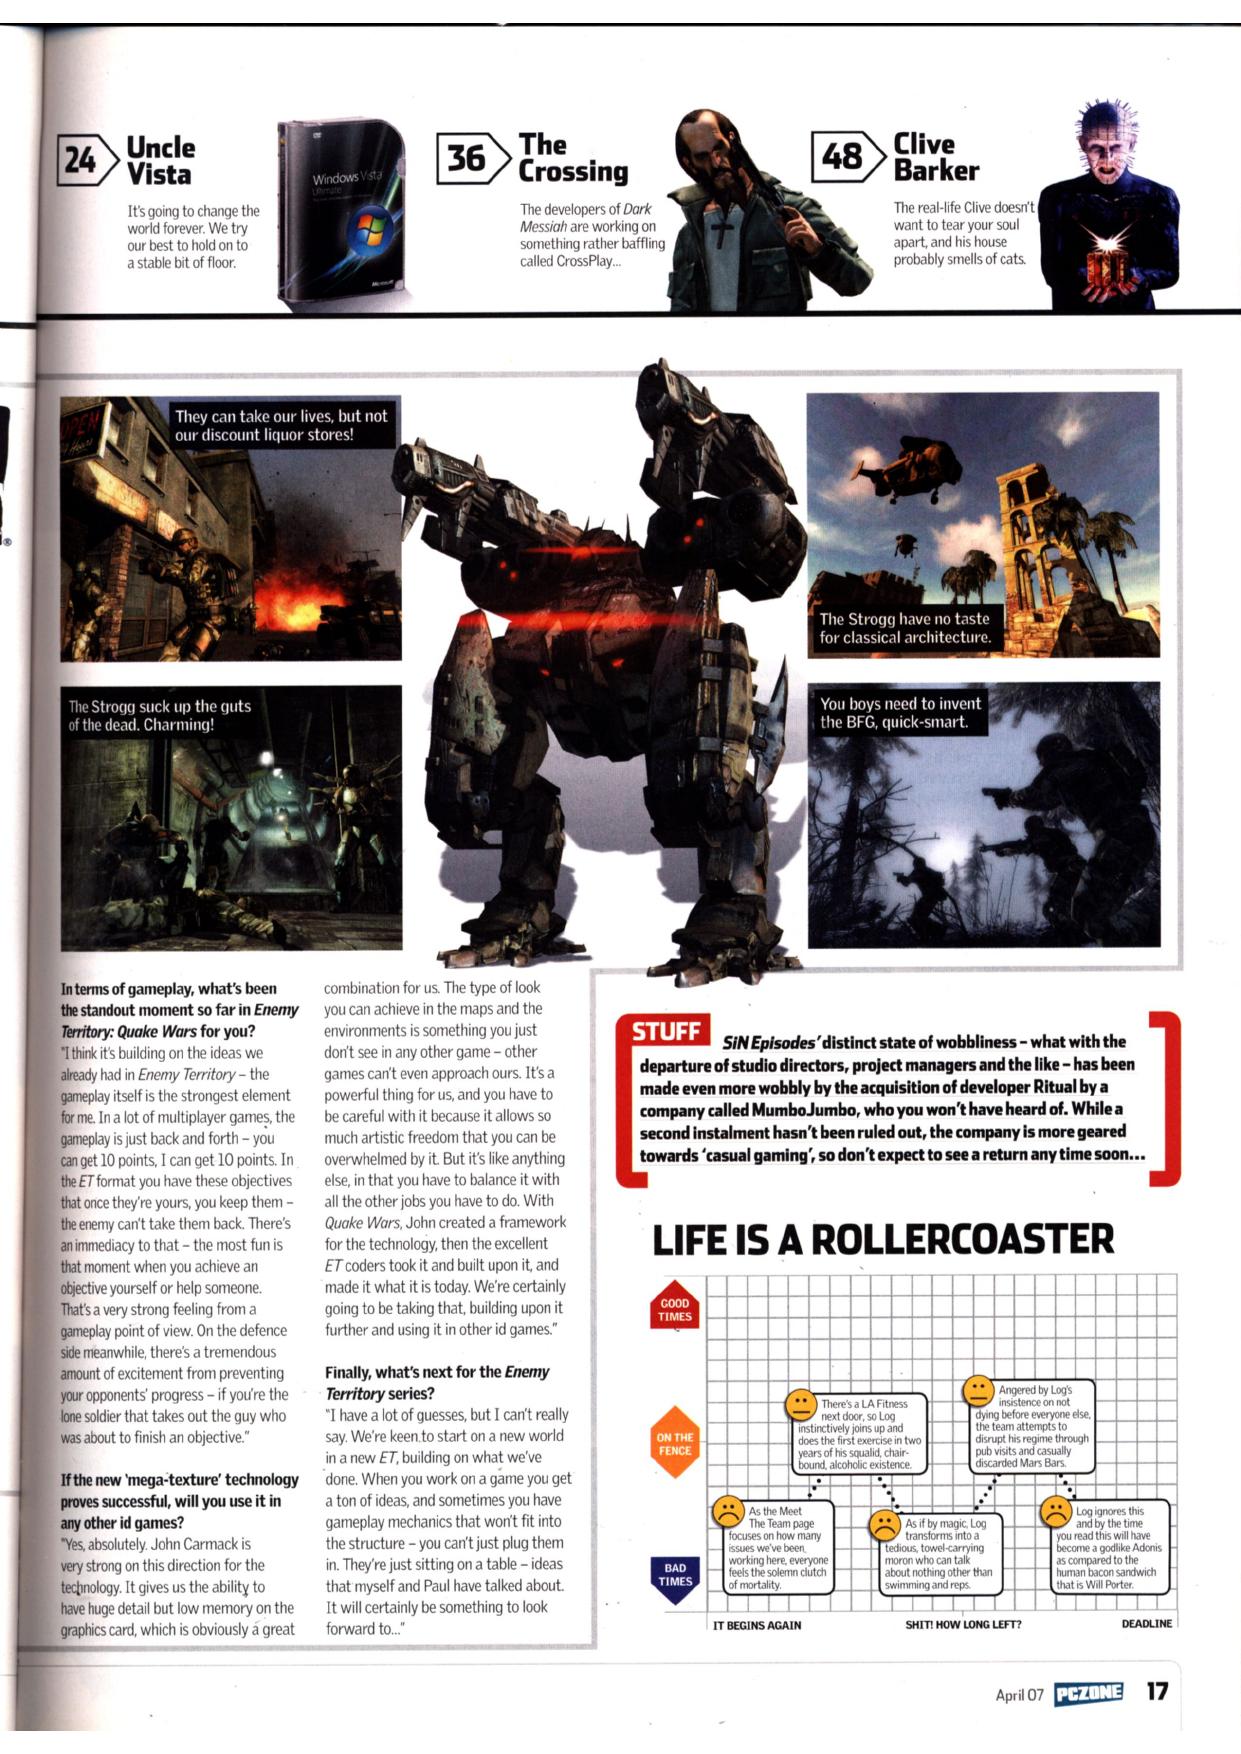 24
Uncle
Vista
It's going to change the
world forever. We try
our best to hold on to
a stable bit of floor.
Windows Vista
Ultimate
Microsoft
36
The
Crossing
The developers of Dark
Messiah are working on
something rather baffling
called CrossPlay...
48
Clive
Barker
The real-life Clive doesn't
want to tear your soul
apart, and his house
probably smells of cats.
OPEN
They can take our lives, but not
our discount liquor stores!
The Strogg have no taste
for classical architecture.
The Strogg suck up the guts
of the dead. Charming!
You boys need to invent
the BFG, quick-smart.
In terms of gameplay, what's been
the standout moment so far in Enemy
Territory: Quake Wars for you?
"I think it's building on the ideas we
already had in Enemy Territory – the
gameplay itself is the strongest element
for me. In a lot of multiplayer games, the
gameplay is just back and forth – you
can get 10 points, I can get 10 points. In
the ET format you have these objectives
that once they're yours, you keep them –
the enemy can't take them back. There's
an immediacy to that – the most fun is
that moment when you achieve an
objective yourself or help someone.
That's a very strong feeling from a
gameplay point of view. On the defence
side meanwhile, there's a tremendous
amount of excitement from preventing
your opponents' progress – if you're the
lone soldier that takes out the guy who
was about to finish an objective."
If the new 'mega-texture' technology
proves successful, will you use it in
any other id games?
"Yes, absolutely. John Carmack is
very strong on this direction for the
technology. It gives us the ability to
have huge detail but low memory on the
graphics card, which is obviously a great
combination for us. The type of look
you can achieve in the maps and the
environments is something you just
don't see in any other game – other
games can't even approach ours. It's a
powerful thing for us, and you have to
be careful with it because it allows so
much artistic freedom that you can be
overwhelmed by it. But it's like anything
else, in that you have to balance it with
all the other jobs you have to do. With
Quake Wars, John created a framework
for the technology, then the excellent
ET coders took it and built upon it, and
made it what it is today. We're certainly
going to be taking that, building upon it
further and using it in other id games."
Finally, what's next for the Enemy
Territory series?
"I have a lot of guesses, but I can't really
say. We're keen to start on a new world
in a new ET, building on what we've
done. When you work on a game you get
a ton of ideas, and sometimes you have
gameplay mechanics that won't fit into
the structure – you can't just plug them
in. They're just sitting on a table – ideas
that myself and Paul have talked about.
It will certainly be something to look
forward to..."
STUFF
SiN Episodes' distinct state of wobbliness – what with the
departure of studio directors, project managers and the like – has been
made even more wobbly by the acquisition of developer Ritual by a
company called MumboJumbo, who you won't have heard of. While a
second instalment hasn't been ruled out, the company is more geared
towards 'casual gaming', so don't expect to see a return any time soon...
LIFE IS A ROLLERCOASTER
GOOD
TIMES
ON THE
FENCE
BAD
TIMES
As the Meet
The Team page
focuses on how many
issues we've been
working here, everyone
feels the solemn clutch
of mortality.
There's a LA Fitness
next door, so Log
instinctively joins up and
does the first exercise in two
years of his squalid, chair-
bound, alcoholic existence.
As if by magic, Log
transforms into a
tedious, towel-carrying
moron who can talk
about nothing other than
swimming and reps.
Angered by Log's
insistence on not
dying before everyone else,
the team attempts to
disrupt his regime through
pub visits and casually
discarded Mars Bars.
Log ignores this
and by the time
you read this will have
become a godlike Adonis
as compared to the
human bacon sandwich
that is Will Porter.
IT BEGINS AGAIN
SHIT! HOW LONG LEFT?
DEADLINE
April 07 PCZONE 17